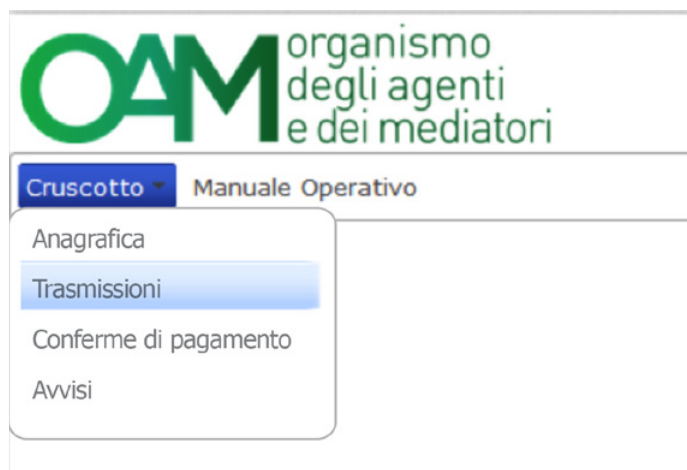 OAM
organismo
degli agenti
e dei mediatori
Cruscotto Manuale Operativo
Anagrafica
Trasmissioni
Conferme di pagamento
Avvisi